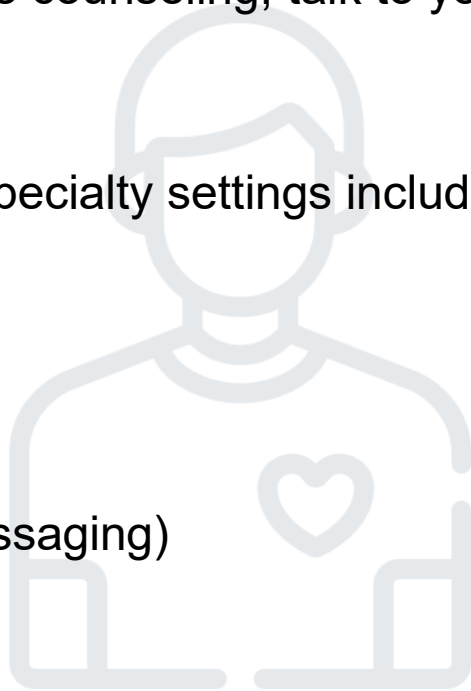 counseling, talk to yo
pecialty settings includ
ssaging)